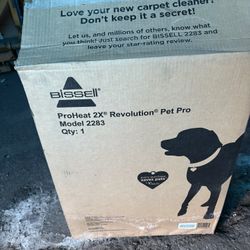 Love your new carpet cleaner?
Don't keep it a secret!
Let us, and millions of others, know what
you think! Just search for BISSELL 2283 and
leave your star-rating review.
BISSELL®
ProHeat 2X® Revolution® Pet Pro
Model 2283
Qty: 1
saves pets